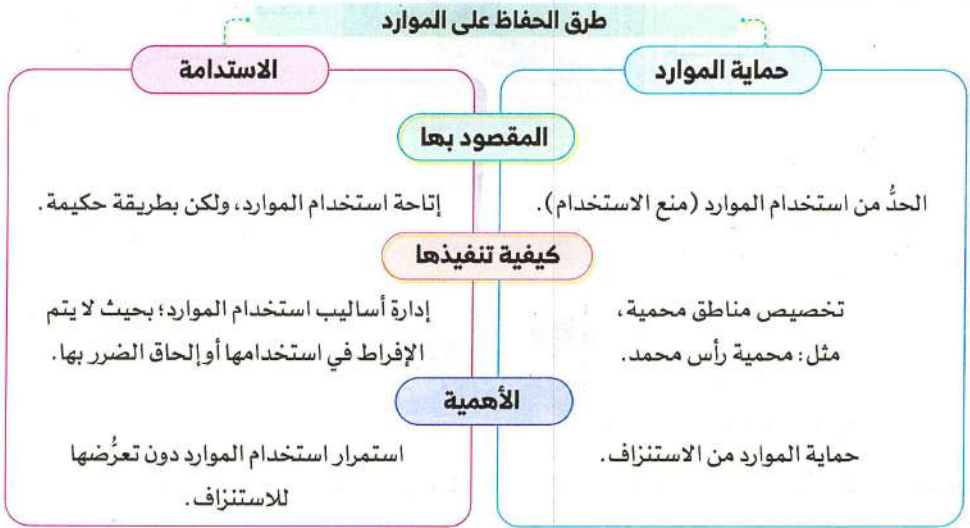 طرق الحفاظ على الموارد
حماية الموارد
الاستدامة
المقصود بها
الحدُّ من استخدام الموارد (منع الاستخدام).
إتاحة استخدام الموارد، ولكن بطريقة حكيمة.
كيفية تنفيذها
تخصيص مناطق محمية،
مثل: محمية رأس محمد.
إدارة أساليب استخدام الموارد؛ بحيث لا يتم
الإفراط في استخدامها أو إلحاق الضرر بها.
الأهمية
حماية الموارد من الاستنزاف.
استمرار استخدام الموارد دون تعرُّضها
للاستنزاف.